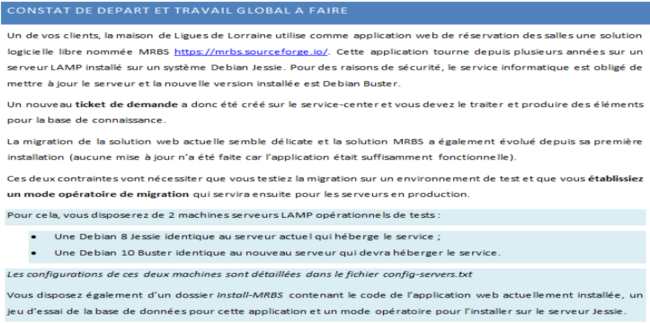 CONSTAT DE DEPART ET TRAVAIL GLOBAL A FAIRE
Un de vos clients, la maison de Ligues de Lorraine utilise comme application web de réservation des salles une solution
logicielle libre nommée MRBS https://mrbs.sourceforge.io/. Cette application tourne depuis plusieurs années sur un
serveur LAMP installé sur un système Debian Jessie. Pour des raisons de sécurité, le service informatique est obligé de
mettre à jour le serveur et la nouvelle version installée est Debian Buster.
Un nouveau ticket de demande a donc été créé sur le service-center et vous devez le traiter et produire des éléments
pour la base de connaissance.
La migration de la solution web actuelle semble délicate et la solution MRBS a également évolué depuis sa première
installation (aucune mise à jour n'a été faite car l'application était suffisamment fonctionnelle).
Ces deux contraintes vont nécessiter que vous testiez la migration sur un environnement de test et que vous établissiez
un mode opératoire de migration qui servira ensuite pour les serveurs en production.
Pour cela, vous disposerez de 2 machines serveurs LAMP opérationnels de tests :
• Une Debian 8 Jessie identique au serveur actuel qui héberge le service ;
• Une Debian 10 Buster identique au nouveau serveur qui devra héberger le service.
Les configurations de ces deux machines sont détaillées dans le fichier config-servers.txt
Vous disposez également d'un dossier Install-MRBS contenant le code de l'application web actuellement installée, un
jeu d'essai de la base de données pour cette application et un mode opératoire pour l'installer sur le serveur Jessie.